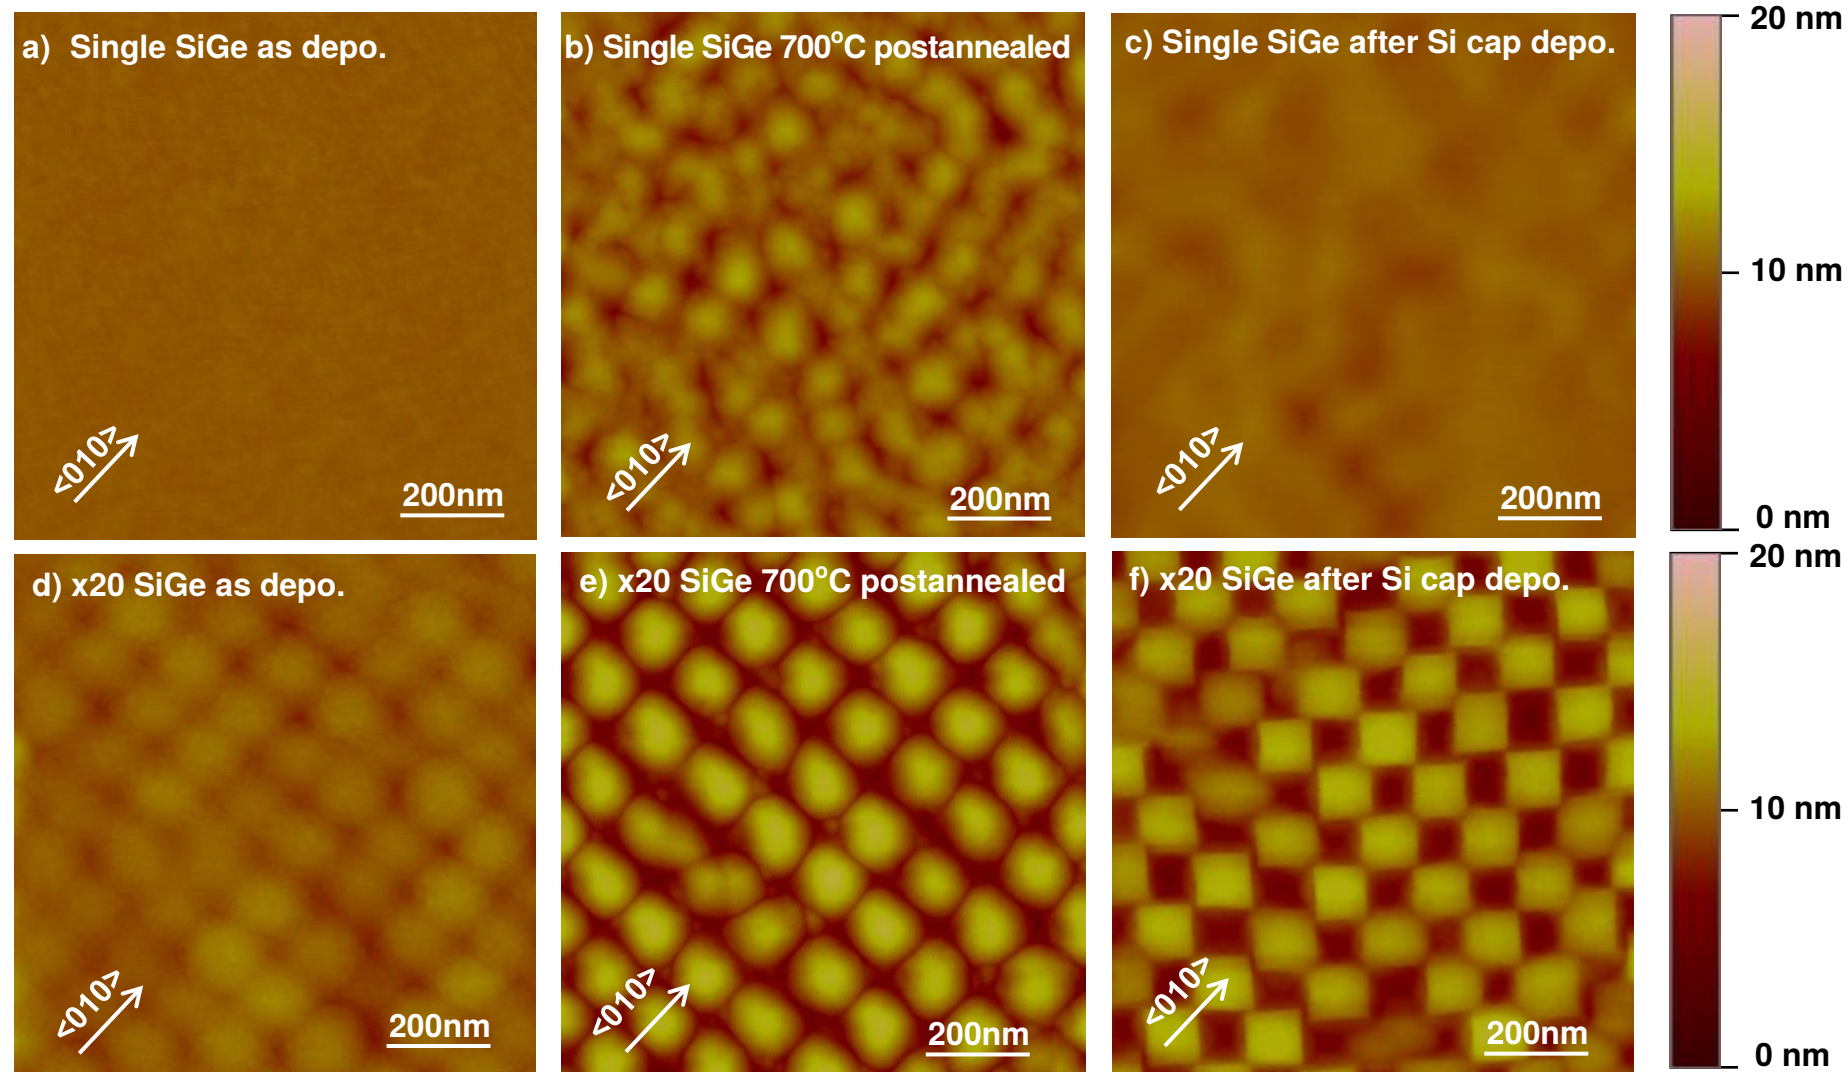 a) Single SiGe as depo.
<010>
200nm
b) Single SiGe 700°C postannealed
<010>
200nm
c) Single SiGe after Si cap depo.
<010>
200nm
20 nm
10 nm
0 nm
d) x20 SiGe as depo.
<010>
200nm
e) x20 SiGe 700°C postannealed
<010>
200nm
f) x20 SiGe after Si cap depo.
<010>
200nm
20 nm
10 nm
0 nm